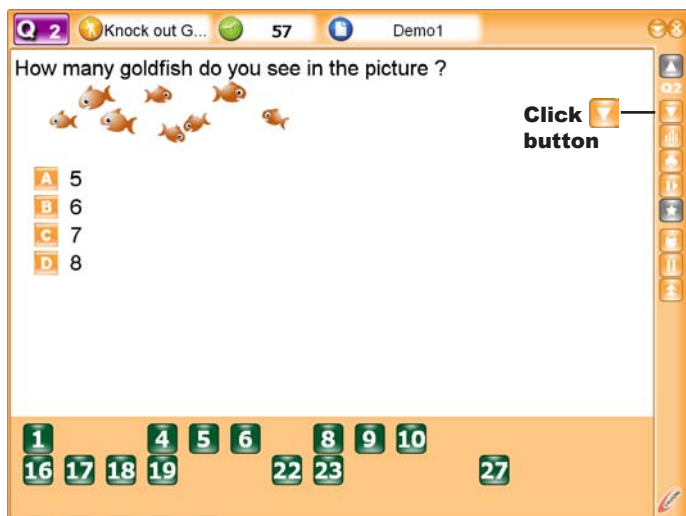 Q 2 Knock out G... 57 Demo1
How many goldfish do you see in the picture ?
Q2
Click
button
A 5
B 6
C 7
D 8
1 4 5 6 8 9 10
16 17 18 19 22 23 27